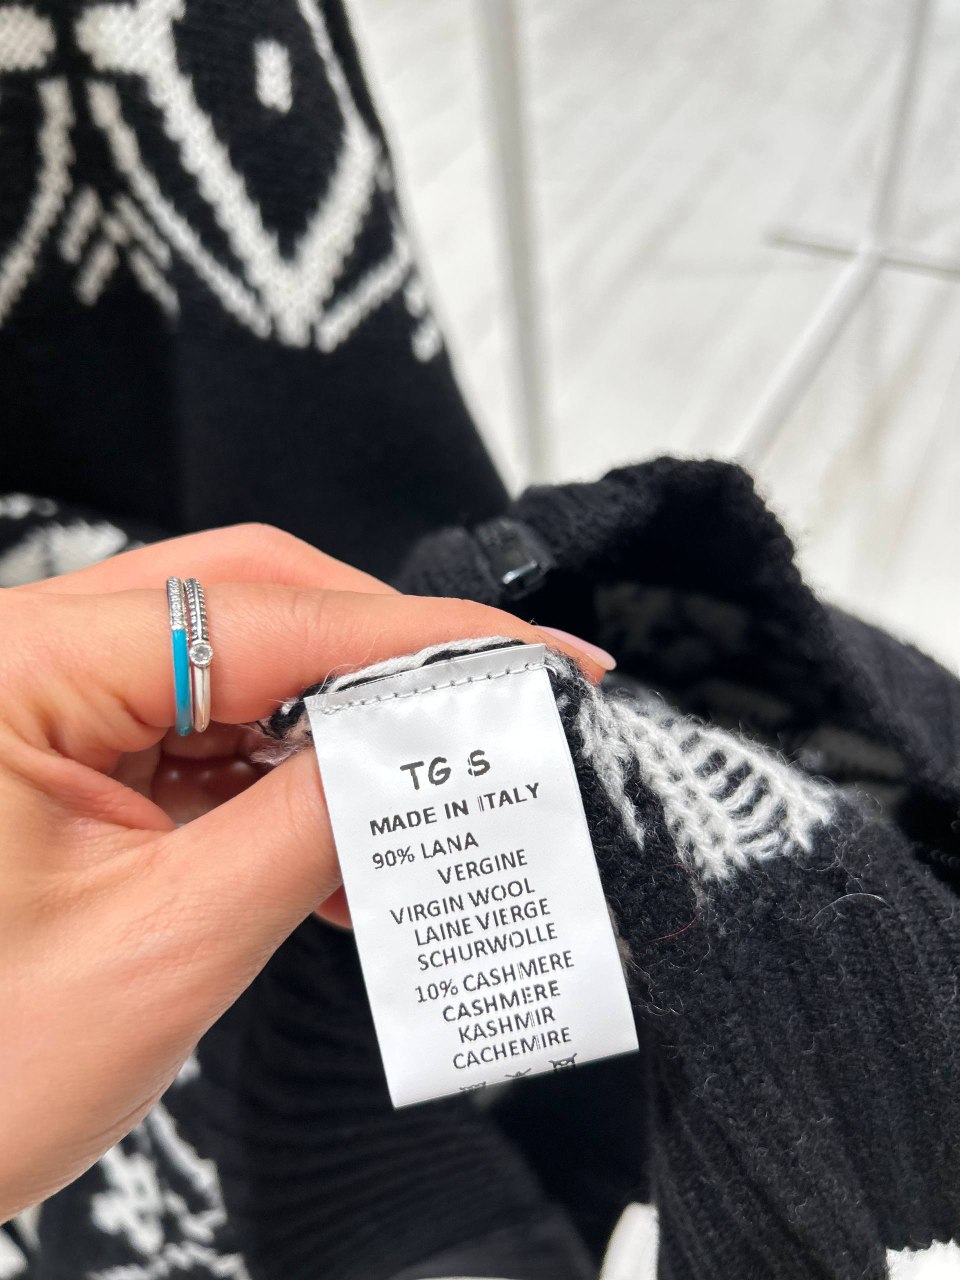 TG S
MADE IN ITALY
90% LANA
VERGINE
VIRGIN WOOL
LAINE VIERGE
SCHURWOLLE
10% CASHMERE
CASHMERE
KASHMIR
CACHEMIRE